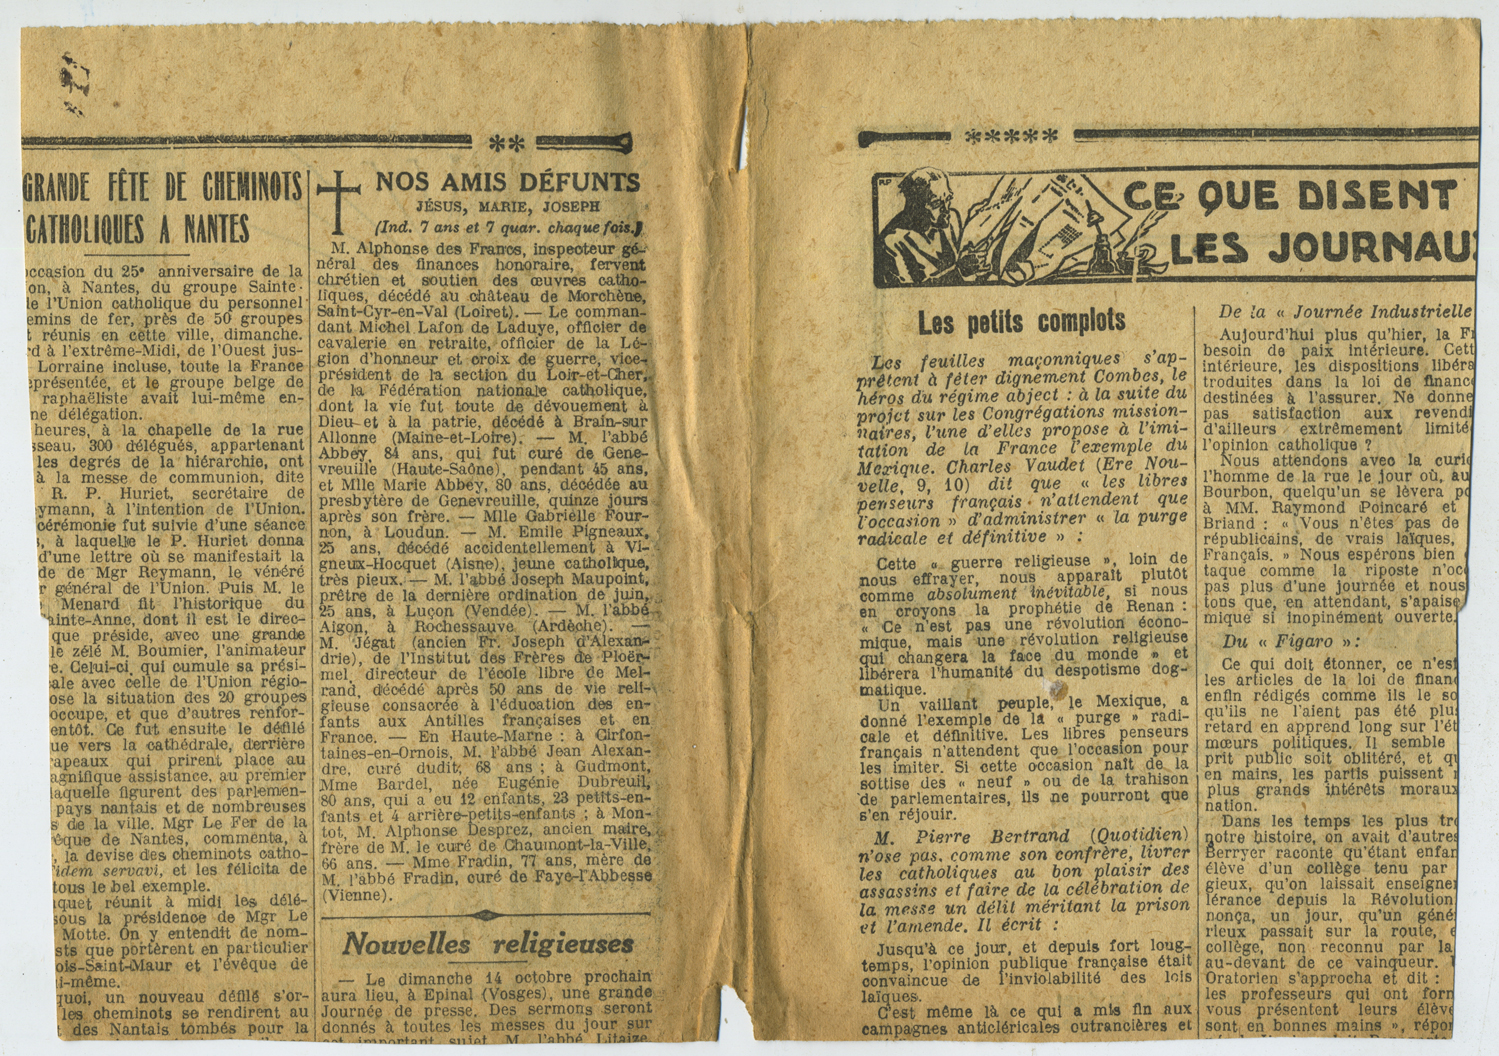 GRANDE FÊTE DE CHEMINOTS
CATHOLIQUES A NANTES
occasion du 25e anniversaire de la
on, à Nantes, du groupe Sainte-
le l'Union catholique du personnel
emins de fer, près de 50 groupes
t réunis en cette ville, dimanche.
rd à l'extrême-Midi, de l'Ouest jus-
Lorraine incluse, toute la France
eprésentée, et le groupe belge de
raphaëliste avait lui-même en-
ne délégation.
heures, à la chapelle de la rue
sseau, 300 délégués, appartenant
les degrés de la hiérarchie, ont
à la messe de communion, dite
R. P. Huriet, secrétaire de
ymann, à l'intention de l'Union.
cérémonie fut suivie d'une séance
, à laquelle le P. Huriet donna
d'une lettre où se manifestait la
de de Mgr Reymann, le vénéré
r général de l'Union. Puis M. le
Menard fit l'historique du
ainte-Anne, dont il est le direc-
que préside, avec une grande
le zélé M. Boumier, l'animateur
e. Celui-ci qui cumule sa prési-
ale avec celle de l'Union régio-
ose la situation des 20 groupes
occupe, et que d'autres renfor-
entôt. Ce fut ensuite le défilé
ue vers la cathédrale, derrière
apeaux qui prirent place au
agnifique assistance, au premier
aquelle figurent des parlemen-
pays nantais et de nombreuses
s de la ville. Mgr Le Fer de la
êque de Nantes, commenta, à
, la devise des cheminots catho-
idem servavi, et les félicita de
tous le bel exemple.
quet réunit à midi les délé-
sous la présidence de Mgr Le
Motte. On y entendit de nom-
sts que portèrent en particulier
ois-Saint-Maur et l'évêque de
i-même.
quoi, un nouveau défilé s'or-
les cheminots se rendirent au
des Nantais tombés pour la
NOS AMIS DÉFUNTS
JÉSUS, MARIE, JOSEPH
(Ind. 7 ans et 7 quar. chaque fois.)
M. Alphonse des Francs, inspecteur gé-
néral des finances honoraire, fervent
chrétien et soutien des œuvres catho-
liques, décédé au château de Morchène,
Saint-Cyr-en-Val (Loiret). — Le comman-
dant Michel Lafon de Laduye, officier de
cavalerie en retraite, officier de la Lé-
gion d'honneur et croix de guerre, vice-
président de la section du Loir-et-Cher,
de la Fédération nationale catholique,
dont la vie fut toute de dévouement à
Dieu et à la patrie, décédé à Brain-sur
Allonne (Maine-et-Loire). — M. l'abbé
Abbey 84 ans, qui fut curé de Gene-
vreuille (Haute-Saône), pendant 45 ans,
et Mlle Marie Abbey, 80 ans, décédée au
presbytère de Genevreuille, quinze jours
après son frère. — Mlle Gabrielle Four-
non, à Loudun. — M. Emile Pigneaux,
25 ans, décédé accidentellement à Vi-
gneux-Hocquet (Aisne), jeune catholique,
très pieux. — M. l'abbé Joseph Maupoint,
prêtre de la dernière ordination de juin,
25 ans, à Luçon (Vendée). — M. l'abbé
Aigon, à Rochessauve (Ardèche). —
M. Jégat (ancien Fr. Joseph d'Alexan-
drie), de l'Institut des Frères de Ploër-
mel, directeur de l'école libre de Mel-
rand, décédé après 50 ans de vie reli-
gieuse consacrée à l'éducation des en-
fants aux Antilles françaises et en
France. — En Haute-Marne : à Cirfon-
taines-en-Ornois, M. l'abbé Jean Alexan-
dre, curé dudit, 68 ans ; à Gudmont,
Mme Bardel, née Eugénie Dubreuil,
80 ans, qui a eu 12 enfants, 23 petits-en-
fants et 4 arrière-petits-enfants ; à Mon-
tot, M. Alphonse Desprez, ancien maire,
frère de M. le curé de Chaumont-la-Ville,
66 ans. — Mme Fradin, 77 ans, mère de
M. l'abbé Fradin, curé de Faye-l'Abbesse
(Vienne).
Nouvelles religieuses
— Le dimanche 14 octobre prochain
aura lieu, à Epinal (Vosges), une grande
Journée de presse. Des sermons seront
donnés à toutes les messes du jour sur
cet important sujet. M. l'abbé Litaize
CE QUE DISENT
LES JOURNAU
Les petits complots
Les feuilles maçonniques s'ap-
prêtent à fêter dignement Combes, le
héros du régime abject : à la suite du
projet sur les Congrégations mission-
naires, l'une d'elles propose à l'imi-
tation de la France l'exemple du
Mexique. Charles Vaudet (Ere Nou-
velle, 9, 10) dit que « les libres
penseurs français n'attendent que
l'occasion » d'administrer « la purge
radicale et définitive » :
Cette « guerre religieuse », loin de
nous effrayer, nous apparaît plutôt
comme absolument inévitable, si nous
en croyons la prophétie de Renan :
« Ce n'est pas une révolution écono-
mique, mais une révolution religieuse
qui changera la face du monde » et
libérera l'humanité du despotisme dog-
matique.
Un vaillant peuple, le Mexique, a
donné l'exemple de la « purge » radi-
cale et définitive. Les libres penseurs
français n'attendent que l'occasion pour
les imiter. Si cette occasion naît de la
sottise des « neuf » ou de la trahison
de parlementaires, ils ne pourront que
s'en réjouir.
M. Pierre Bertrand (Quotidien)
n'ose pas, comme son confrère, livrer
les catholiques au bon plaisir des
assassins et faire de la célébration de
la messe un délit méritant la prison
et l'amende. Il écrit :
Jusqu'à ce jour, et depuis fort long-
temps, l'opinion publique française était
convaincue de l'inviolabilité des lois
laïques.
C'est même là ce qui a mis fin aux
campagnes anticléricales outrancières et
De la « Journée Industrielle
Aujourd'hui plus qu'hier, la Fr
besoin de paix intérieure. Cett
intérieure, les dispositions libéra
troduites dans la loi de financ
destinées à l'assurer. Ne donne
pas satisfaction aux revendi
d'ailleurs extrêmement limité
l'opinion catholique ?
Nous attendons avec la curio
l'homme de la rue le jour où, au
Bourbon, quelqu'un se lèvera po
à MM. Raymond Poincaré et
Briand : « Vous n'êtes pas de
républicains, de vrais laïques,
Français. » Nous espérons bien
taque comme la riposte n'occ
pas plus d'une journée et nous
tons que, en attendant, s'apaise
mique si inopinément ouverte.
Du « Figaro » :
Ce qui doit étonner, ce n'est
les articles de la loi de financ
enfin rédigés comme ils le so
qu'ils ne l'aient pas été plus
retard en apprend long sur l'ét
mœurs politiques. Il semble
prit public soit oblitéré, et qu
en mains, les partis puissent
plus grands intérêts moraux
nation.
Dans les temps les plus tro
notre histoire, on avait d'autres
Berryer raconte qu'étant enfan
élève d'un collège tenu par
gieux, qu'on laissait enseigner
lérance depuis la Révolution
nonça, un jour, qu'un géné
rieux passait sur la route, e
collège, non reconnu par la
au-devant de ce vainqueur.
Oratorien s'approcha et dit :
les professeurs qui ont form
vous présentent leurs élève
sont en bonnes mains », répon